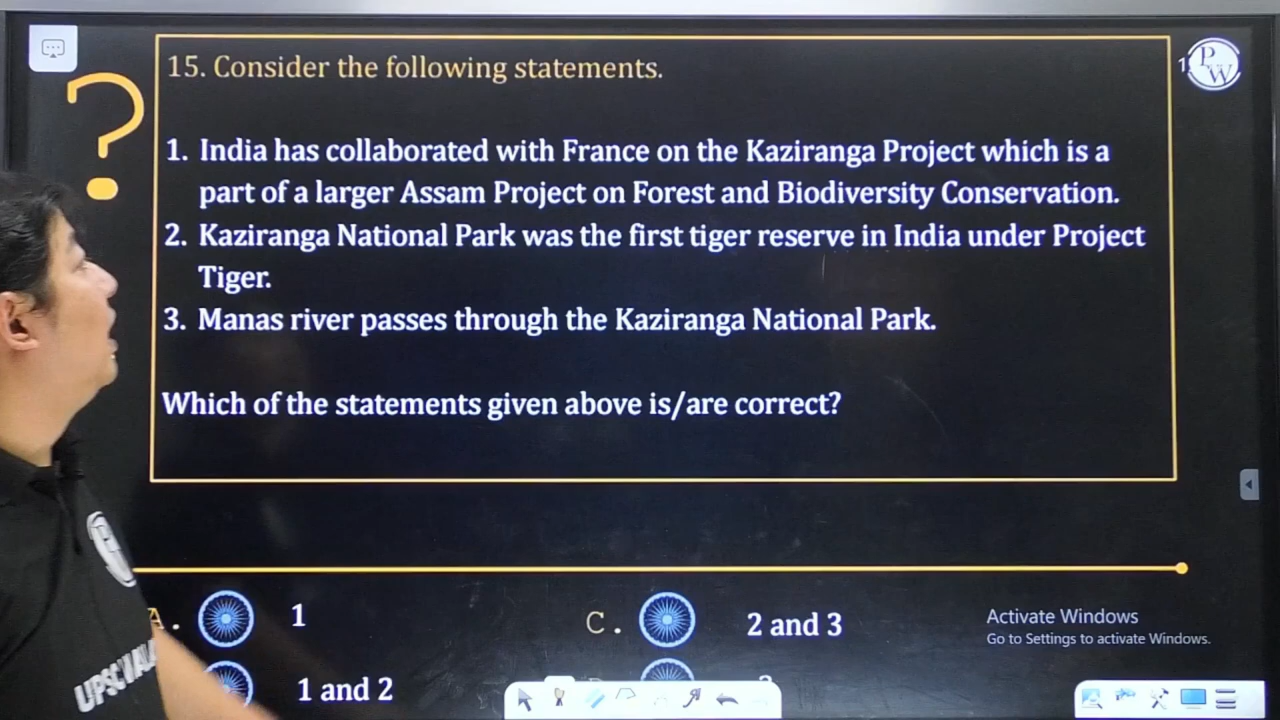 15. Consider the following statements.
1. India has collaborated with France on the Kaziranga Project which is a
part of a larger Assam Project on Forest and Biodiversity Conservation.
2. Kaziranga National Park was the first tiger reserve in India under Project
Tiger.
3. Manas river passes through the Kaziranga National Park.
Which of the statements given above is/are correct?
A. 1
C. 2 and 3
1 and 2
Activate Windows
Go to Settings to activate Windows.
PW